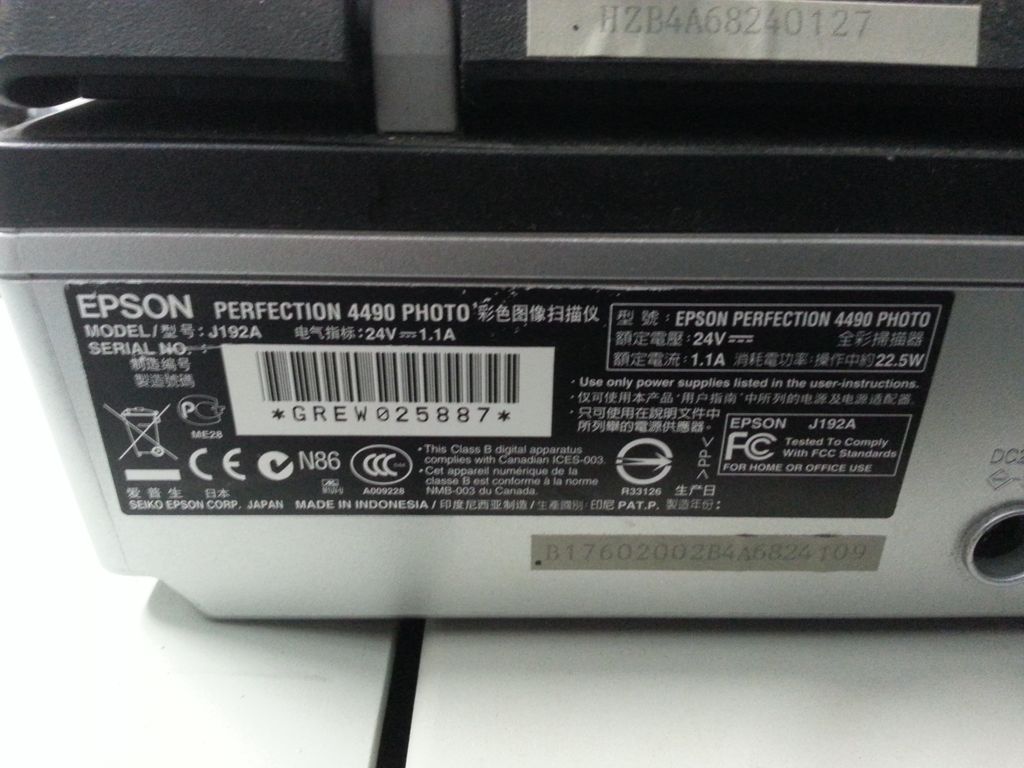 HZB4A68240127
EPSON PERFECTION 4490 PHOTO 彩色图像扫描仪
MODEL/型号: J192A 电气指标: 24V 1.1A
SERIAL NO.:
制造编号
製造號碼
*GREW025887*
型 號: EPSON PERFECTION 4490 PHOTO
額定電壓: 24V 全彩掃描器
額定電流: 1.1A 消耗電功率: 操作中約22.5W
· Use only power supplies listed in the user-instructions.
· 仅可使用本产品"用户指南"中所列的电源及电源适配器.
· 只可使用在說明文件中
所列舉的電源供應器.
EPSON J192A
FC Tested To Comply
With FCC Standards
FOR HOME OR OFFICE USE
ME28
CE N86 CCC
A009228
· This Class B digital apparatus
complies with Canadian ICES-003.
· Cet appareil numérique de la
classe B est conforme à la norme
NMB-003 du Canada.
R33126
>PP<
爱普生 日本
SEIKO EPSON CORP. JAPAN MADE IN INDONESIA / 印度尼西亚制造 / 生產國別: 印尼 PAT.P.
生产日
製造年份:
B17602002B4A6824109